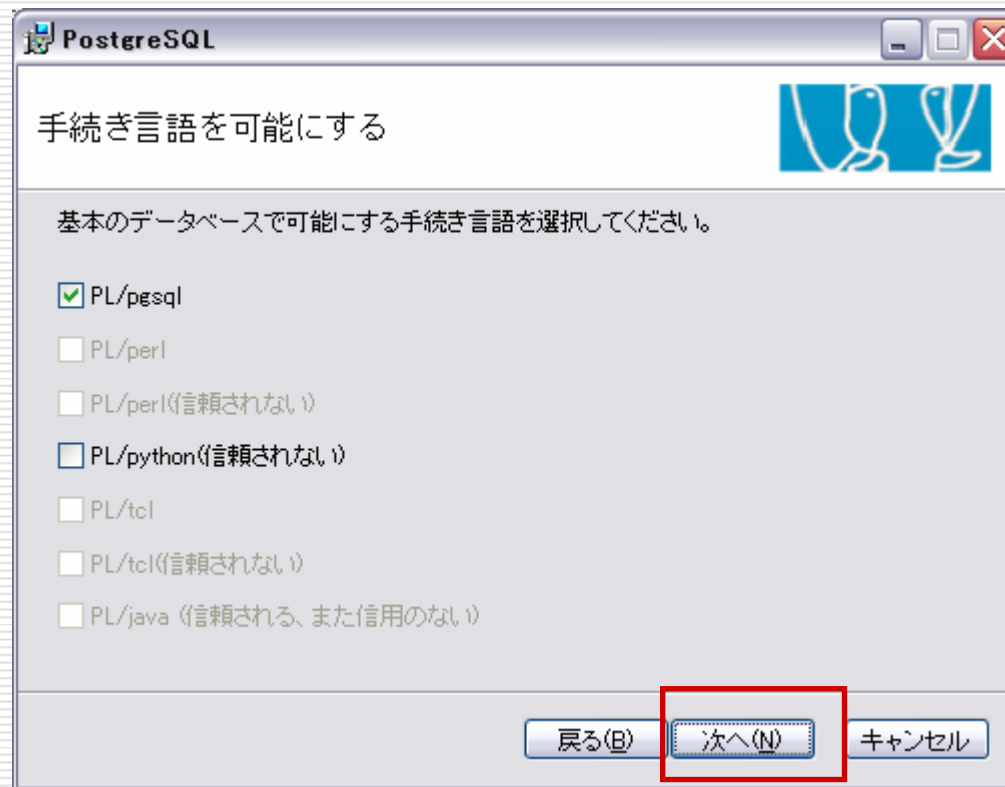 PostgreSQL
手続き言語を可能にする
基本のデータベースで可能にする手続き言語を選択してください。
PL/pgsql
PL/perl
PL/perl(信頼されない)
PL/python(信頼されない)
PL/tcl
PL/tcl(信頼されない)
PL/java (信頼される、また信用のない)
戻る(B) 次へ(N) キャンセル